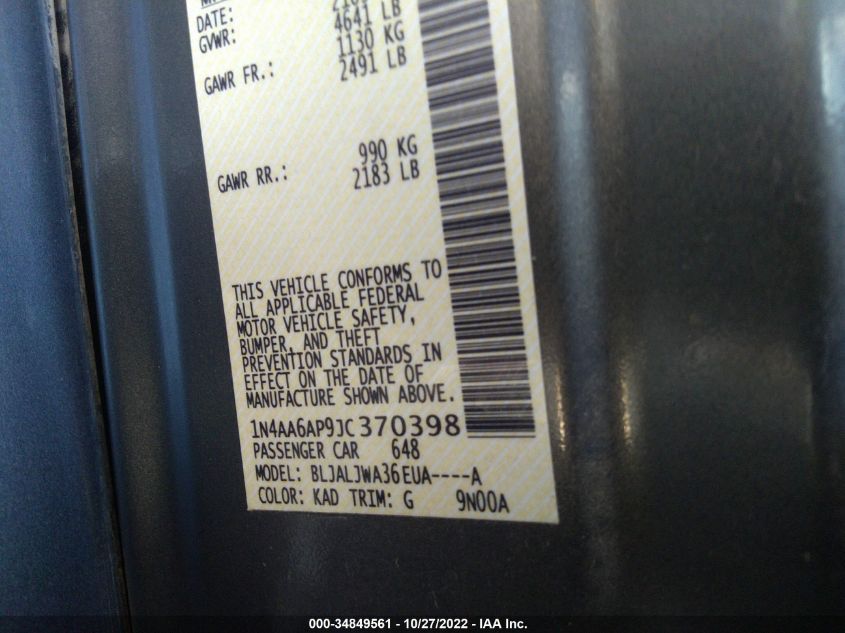 DATE: 4641 LB
GVWR: 1130 KG
GAWR FR.: 2491 LB
990 KG
GAWR RR.: 2183 LB
THIS VEHICLE CONFORMS TO
ALL APPLICABLE FEDERAL
MOTOR VEHICLE SAFETY,
BUMPER, AND THEFT
PREVENTION STANDARDS IN
EFFECT ON THE DATE OF
MANUFACTURE SHOWN ABOVE.
1N4AA6AP9JC370398
PASSENGER CAR 648
MODEL: BLJALJWA36EUA----A
COLOR: KAD TRIM: G 9N00A
000-34849561 - 10/27/2022 - IAA Inc.